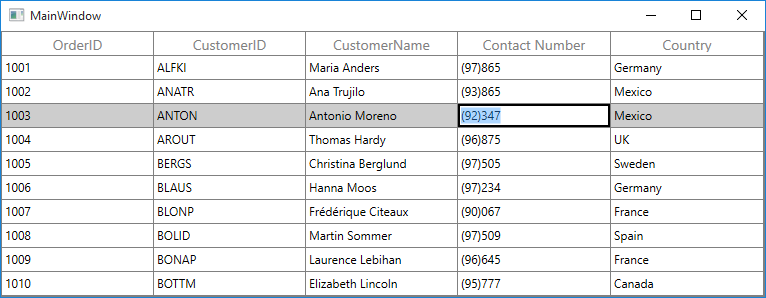 MainWindow
OrderID CustomerID CustomerName Contact Number Country
1001 ALFKI Maria Anders (97)865 Germany
1002 ANATR Ana Trujilo (93)865 Mexico
1003 ANTON Antonio Moreno (92)347 Mexico
1004 AROUT Thomas Hardy (96)875 UK
1005 BERGS Christina Berglund (97)505 Sweden
1006 BLAUS Hanna Moos (97)234 Germany
1007 BLONP Frédérique Citeaux (90)067 France
1008 BOLID Martin Sommer (97)509 Spain
1009 BONAP Laurence Lebihan (96)645 France
1010 BOTTM Elizabeth Lincoln (95)777 Canada